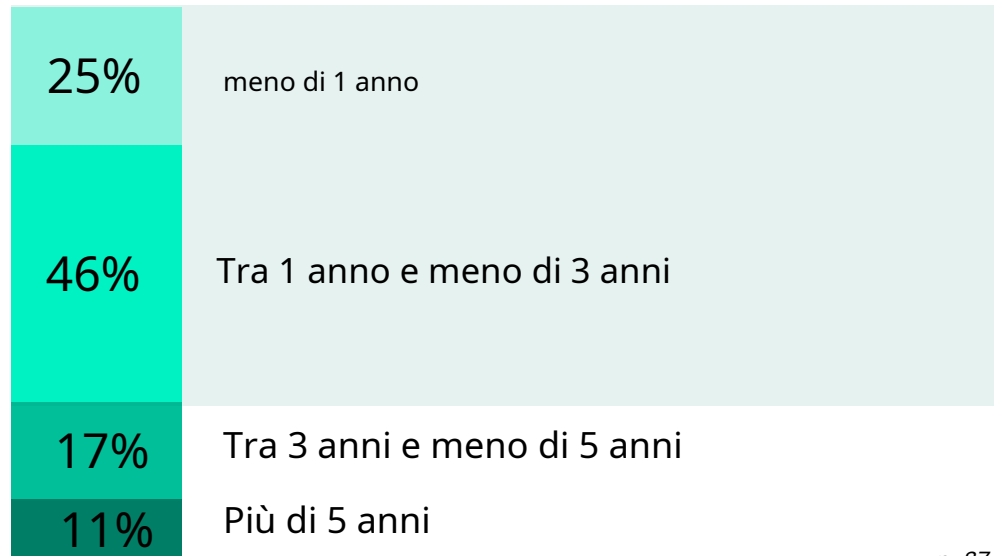 25% meno di 1 anno
46% Tra 1 anno e meno di 3 anni
17% Tra 3 anni e meno di 5 anni
11% Più di 5 anni